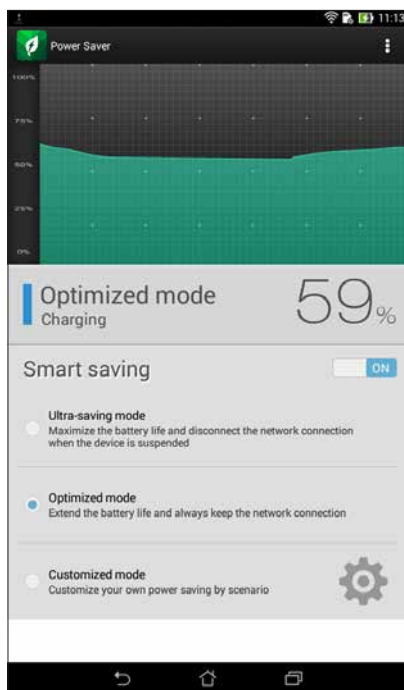 11:13
Power Saver
100%
75%
50%
25%
0%
Optimized mode
Charging
59%
Smart saving
ON
Ultra-saving mode
Maximize the battery life and disconnect the network connection
when the device is suspended
Optimized mode
Extend the battery life and always keep the network connection
Customized mode
Customize your own power saving by scenario